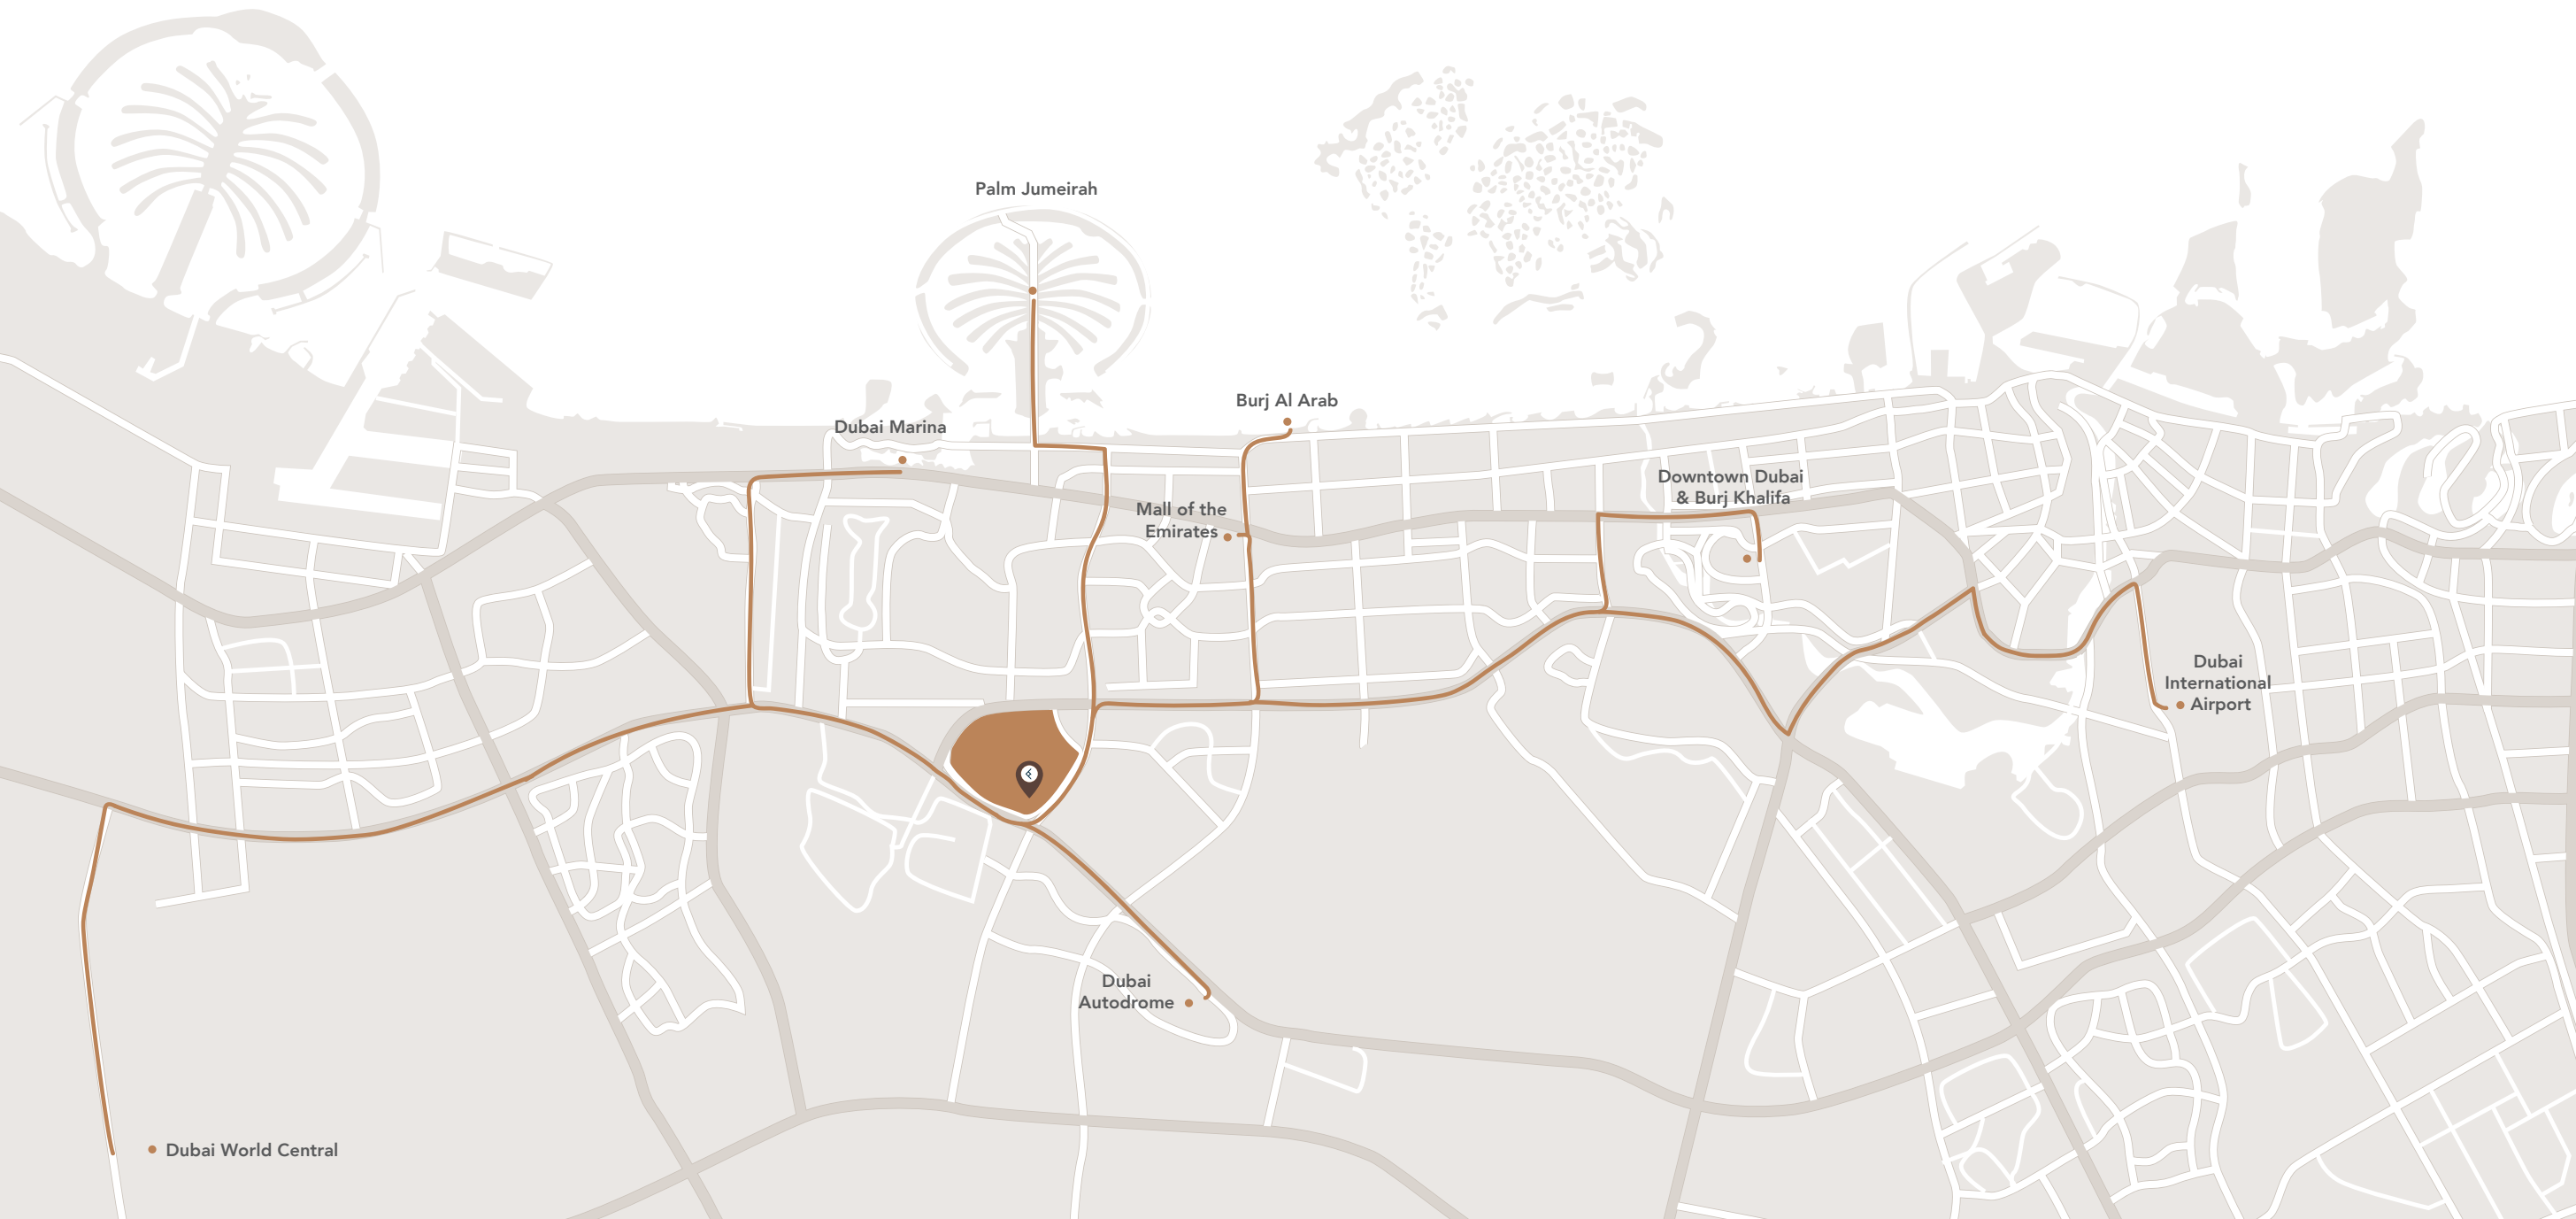 Palm Jumeirah
Burj Al Arab
Dubai Marina
Downtown Dubai
& Burj Khalifa
Mall of the
Emirates
Dubai
International
Airport
Dubai
Autodrome
Dubai World Central